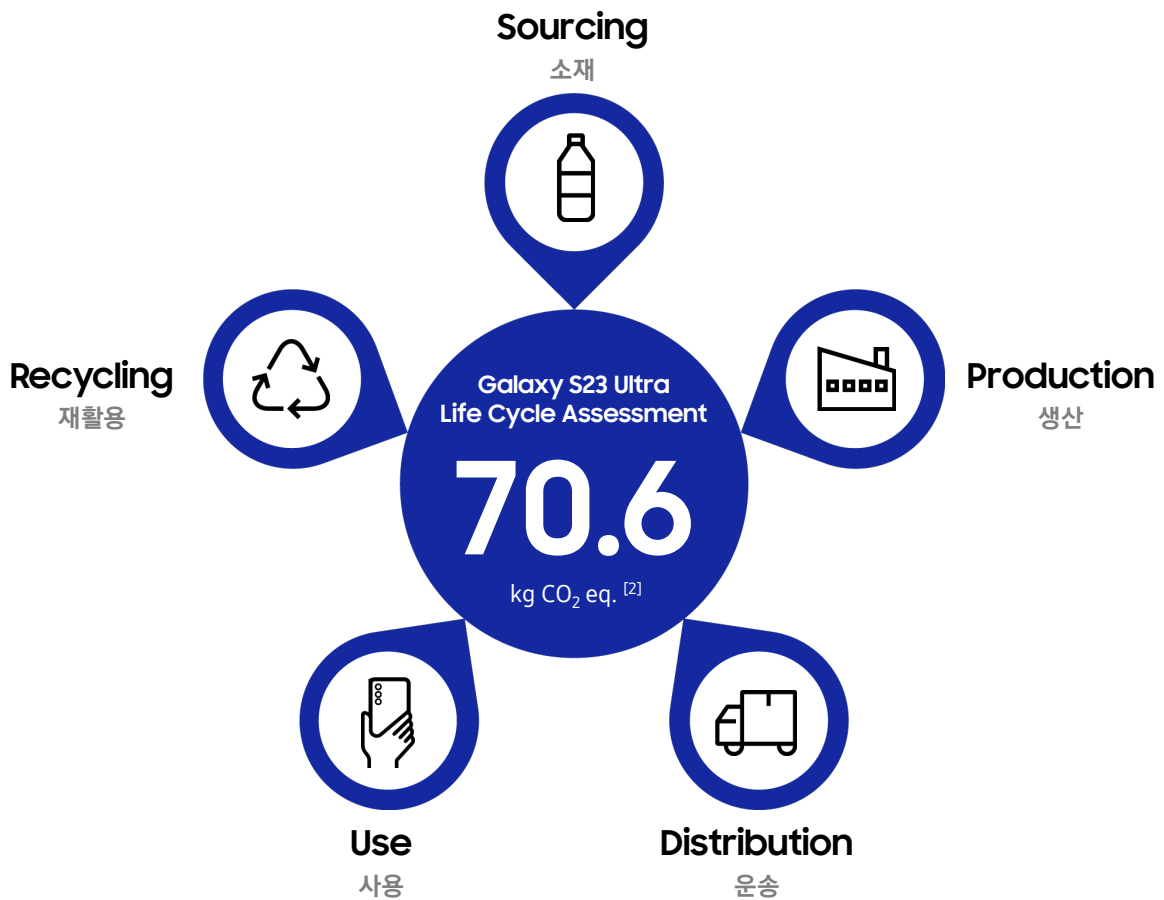 Sourcing
소재
Recycling
재활용
Galaxy S23 Ultra
Life Cycle Assessment
70.6
kg CO₂ eq. [2]
Production
생산
Use
사용
Distribution
운송